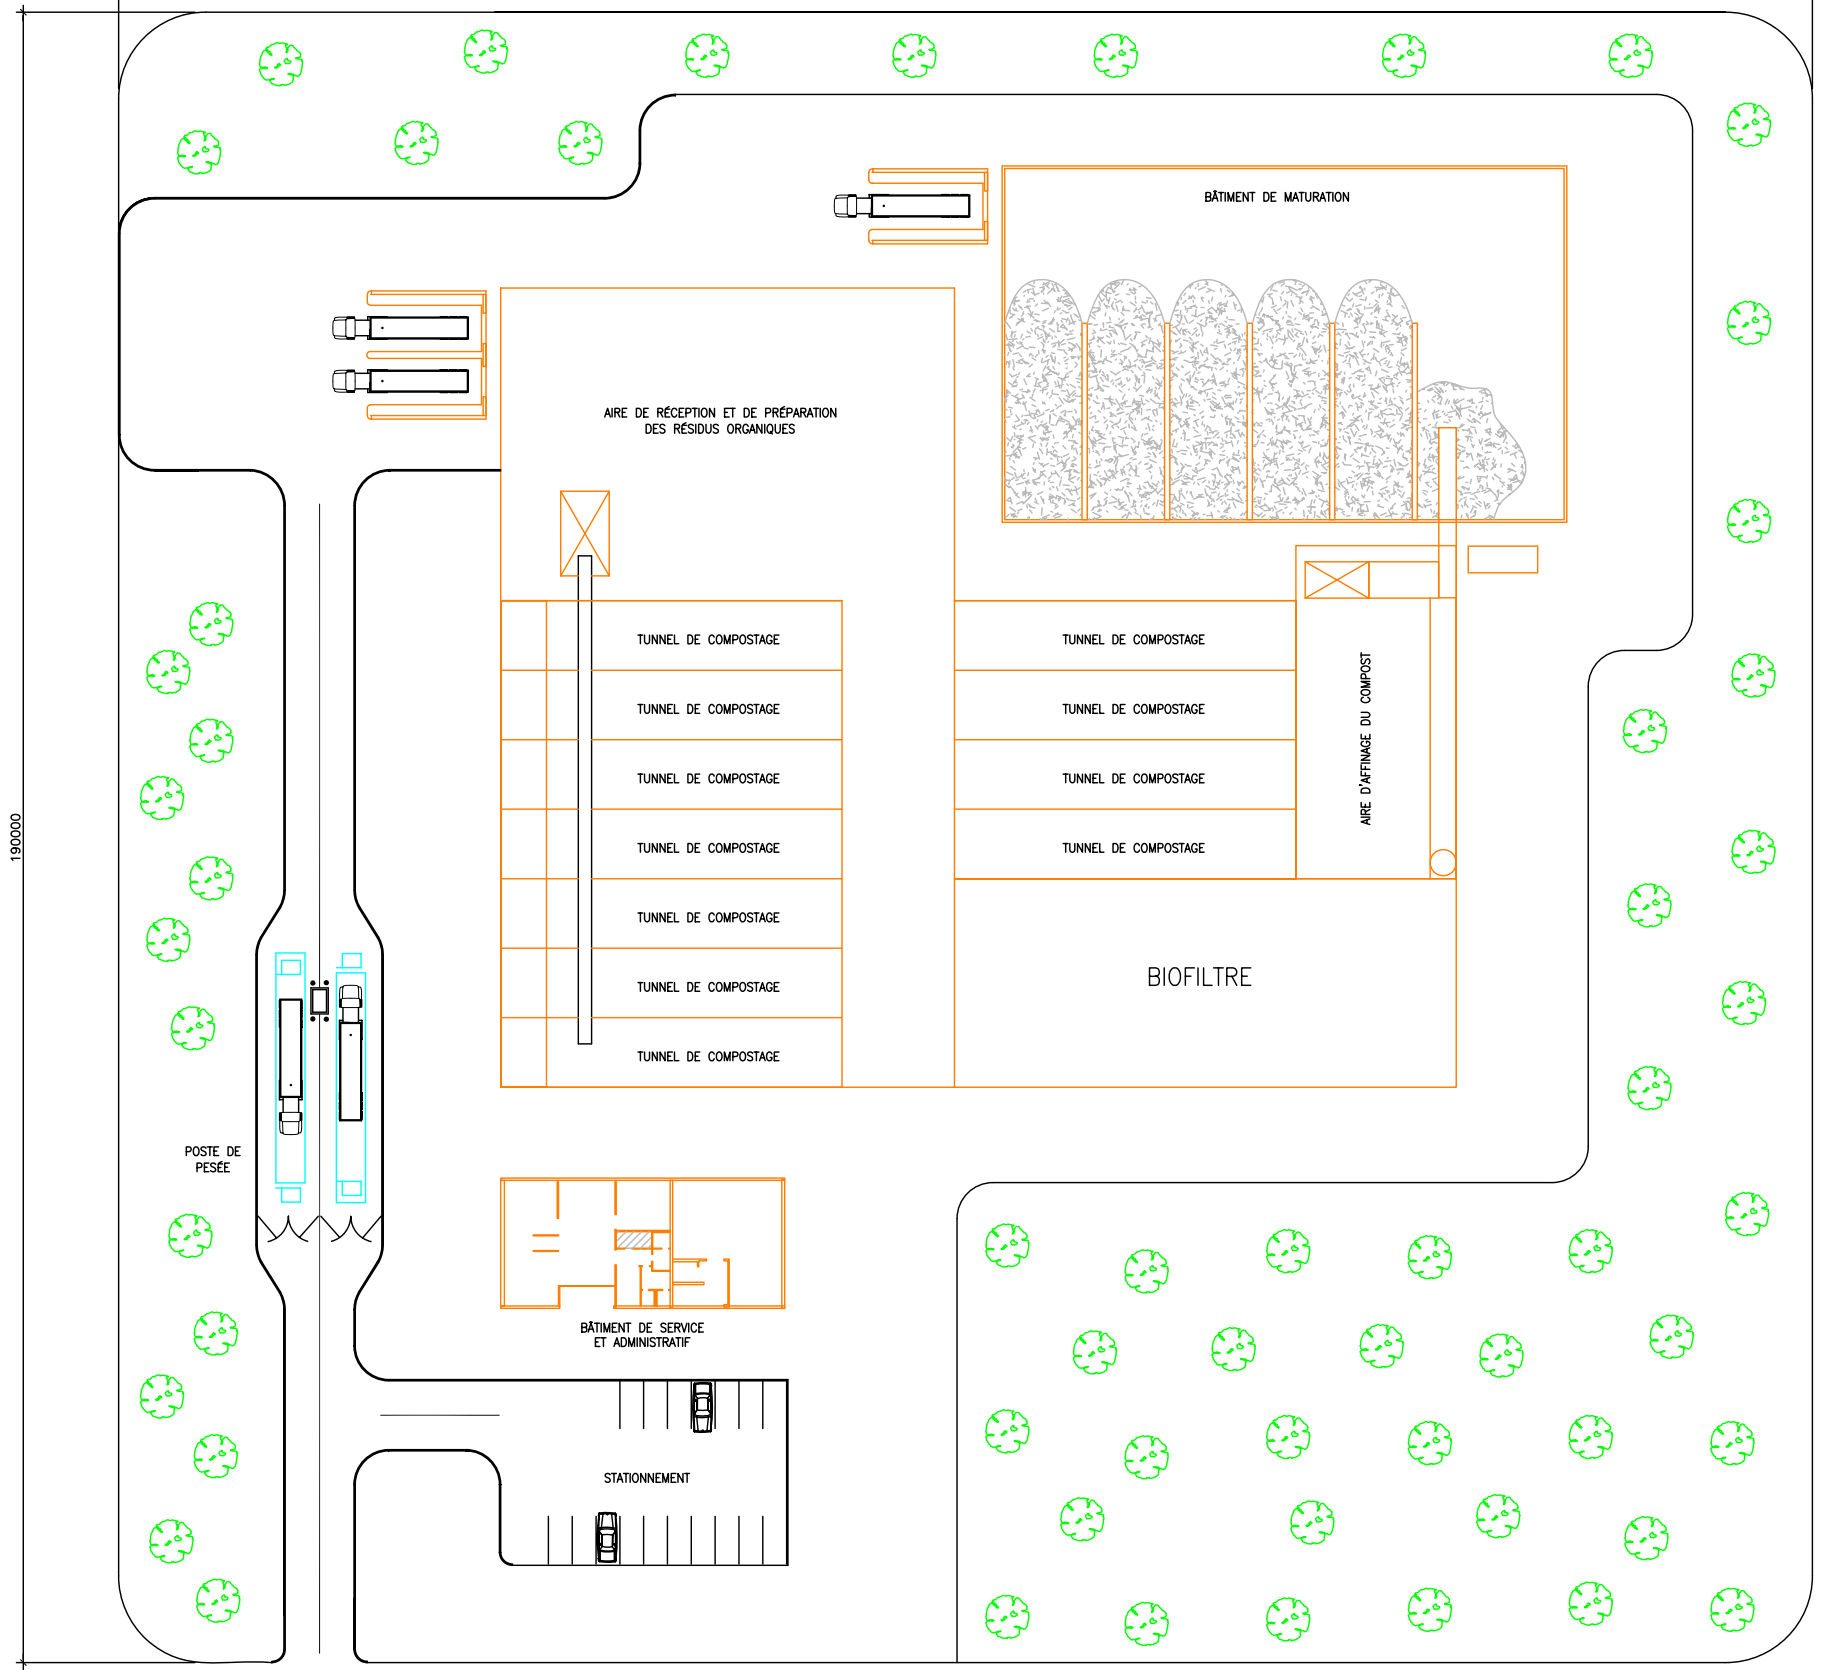 BÂTIMENT DE MATURATION
AIRE DE RÉCEPTION ET DE PRÉPARATION
DES RÉSIDUS ORGANIQUES
TUNNEL DE COMPOSTAGE
TUNNEL DE COMPOSTAGE
TUNNEL DE COMPOSTAGE
TUNNEL DE COMPOSTAGE
TUNNEL DE COMPOSTAGE
TUNNEL DE COMPOSTAGE
TUNNEL DE COMPOSTAGE
TUNNEL DE COMPOSTAGE
TUNNEL DE COMPOSTAGE
TUNNEL DE COMPOSTAGE
TUNNEL DE COMPOSTAGE
AIRE D'AFFINAGE DU COMPOST
190000
BIOFILTRE
POSTE DE
PESÉE
BÂTIMENT DE SERVICE
ET ADMINISTRATIF
STATIONNEMENT